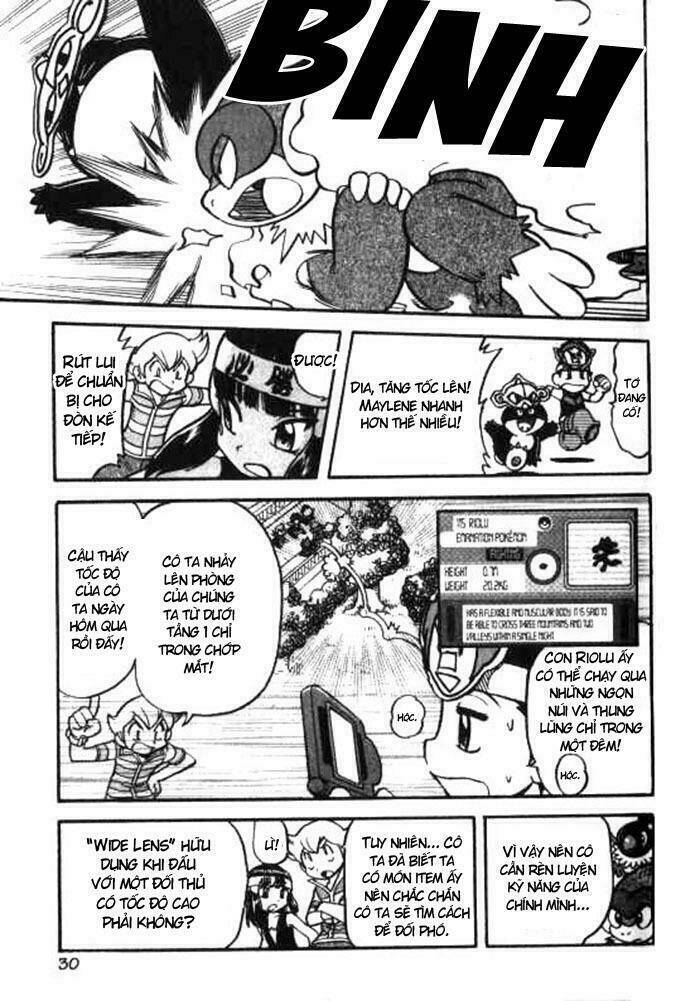 BINH
RÚT LUI
ĐỂ CHUẨN
BỊ CHO
ĐÒN KẾ
TIẾP!
ĐƯỢC!
DIA, TĂNG TỐC LÊN!
MAYLENE NHANH
HƠN THẾ NHIỀU!
TỚ
ĐANG
CỐ!
CẬU THẤY
TỐC ĐỘ
CỦA CÔ
TA NGÀY
HÔM QUA
RỒI ĐẤY!
CÔ TA NHẢY
LÊN PHÒNG
CỦA CHÚNG
TA TỪ DƯỚI
TẦNG 1 CHỈ
TRONG CHỚP
MẮT!
115 RIOLU
EMANATION POKÉMON
FIGHTING
HEIGHT 0.7M
WEIGHT 20.2KG
HAS A FLEXIBLE AND MUSCULAR BODY. IT IS SAID TO
BE ABLE TO CROSS THREE MOUNTAINS AND TWO
VALLEYS WITHIN A SINGLE NIGHT
CON RIOLU ẤY
CÓ THỂ CHẠY QUA
NHỮNG NGỌN
NÚI VÀ THUNG
LŨNG CHỈ TRONG
MỘT ĐÊM!
HỘC.
HỘC.
"WIDE LENS" HỮU
DỤNG KHI ĐẤU
VỚI MỘT ĐỐI THỦ
CÓ TỐC ĐỘ CAO
PHẢI KHÔNG?
Ừ!
TUY NHIÊN... CÔ
TA ĐÃ BIẾT TA
CÓ MÓN ITEM ẤY
NÊN CHẮC CHẮN
CÔ TA SẼ TÌM CÁCH
ĐỂ ĐỐI PHÓ.
VÌ VẬY NÊN CÔ
CẦN RÈN LUYỆN
KỸ NĂNG CỦA
CHÍNH MÌNH...
30